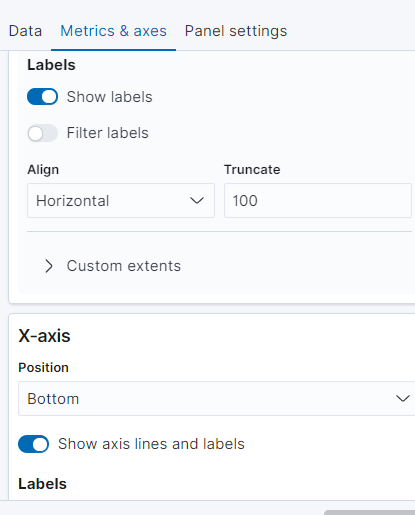 Data Metrics & axes Panel settings
Labels
Show labels
Filter labels
Align Truncate
Horizontal 100
Custom extents
X-axis
Position
Bottom
Show axis lines and labels
Labels